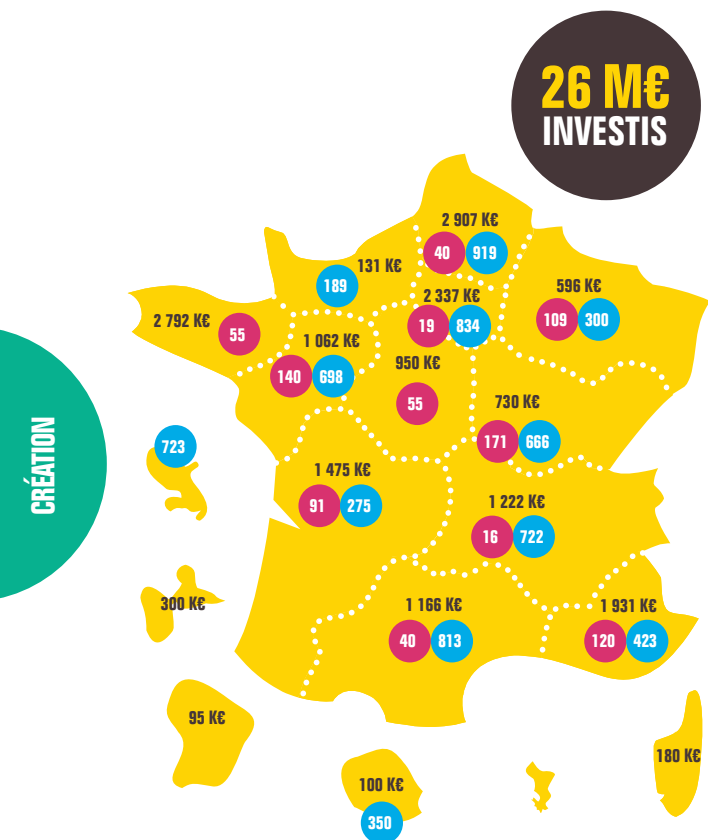 26 M€
INVESTIS
2 907 K€
40
919
131 K€
189
596 K€
109
300
2 337 K€
19
834
2 792 K€
55
1 062 K€
140
698
950 K€
55
730 K€
171
666
CRÉATION
723
1 475 K€
91
275
1 222 K€
16
722
300 K€
1 166 K€
40
813
1 931 K€
120
423
95 K€
180 K€
100 K€
350